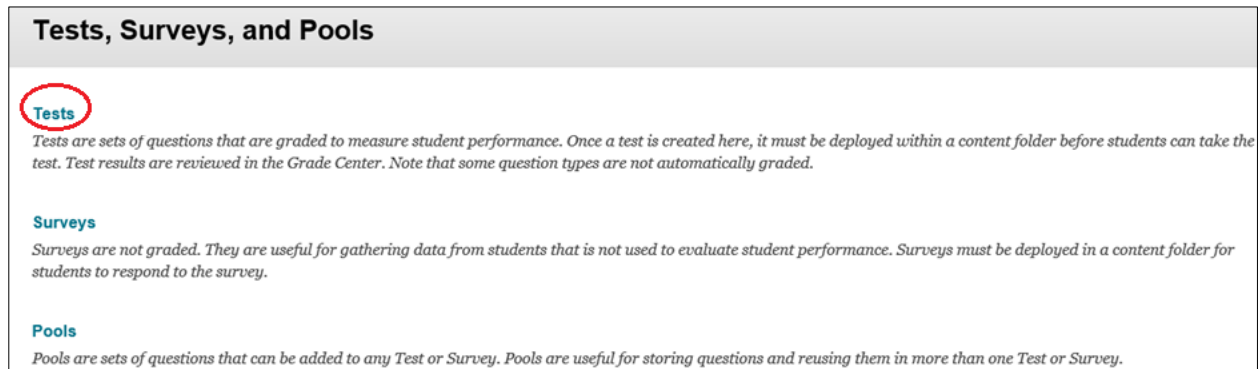 Tests, Surveys, and Pools
Tests
Tests are sets of questions that are graded to measure student performance. Once a test is created here, it must be deployed within a content folder before students can take the
test. Test results are reviewed in the Grade Center. Note that some question types are not automatically graded.
Surveys
Surveys are not graded. They are useful for gathering data from students that is not used to evaluate student performance. Surveys must be deployed in a content folder for
students to respond to the survey.
Pools
Pools are sets of questions that can be added to any Test or Survey. Pools are useful for storing questions and reusing them in more than one Test or Survey.